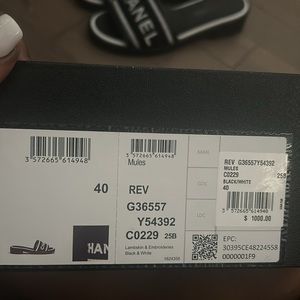 CHANEL
3 572665 614948
40
HAN
3 572665 614948
Mules
REV
G36557
Y54392
C0229 25B
Lambskin & Embroideries
Black & White
REV G36557Y54392
MULES
C0229 25B
BLACK/WHITE
40
3 572665 614948
$ 1000.00
EPC:
30395CE48224558
0000001F9